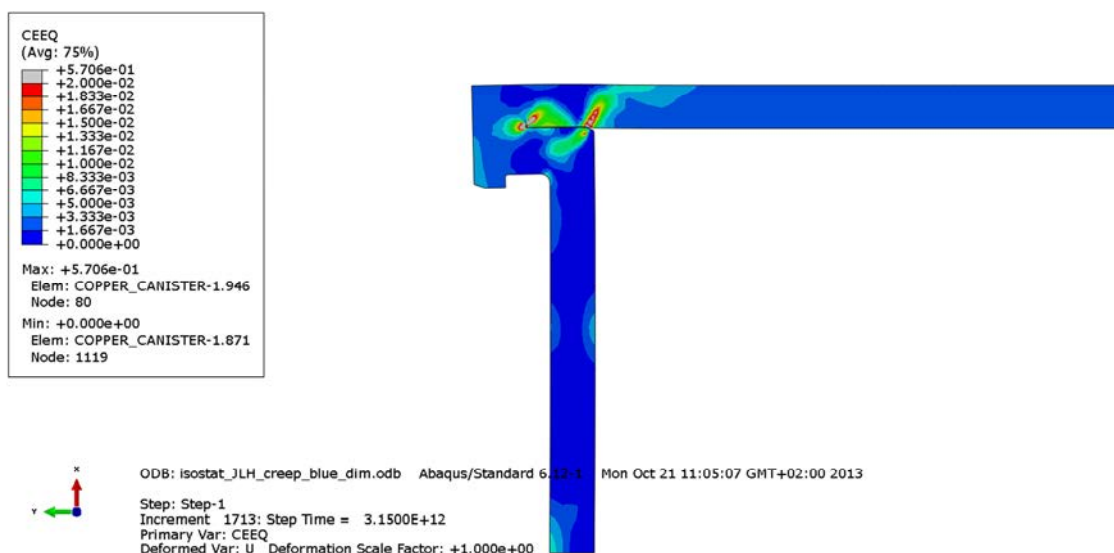 CEEQ
(Avg: 75%)
+5.706e-01
+2.000e-02
+1.833e-02
+1.667e-02
+1.500e-02
+1.333e-02
+1.167e-02
+1.000e-02
+8.333e-03
+6.667e-03
+5.000e-03
+3.333e-03
+1.667e-03
+0.000e+00
Max: +5.706e-01
Elem: COPPER_CANISTER-1.946
Node: 80
Min: +0.000e+00
Elem: COPPER_CANISTER-1.871
Node: 1119
X
Y
ODB: isostat_JLH_creep_blue_dim.odb Abaqus/Standard 6.12-1 Mon Oct 21 11:05:07 GMT+02:00 2013
Step: Step-1
Increment 1713: Step Time = 3.1500E+12
Primary Var: CEEQ
Deformed Var: U Deformation Scale Factor: +1.000e+00